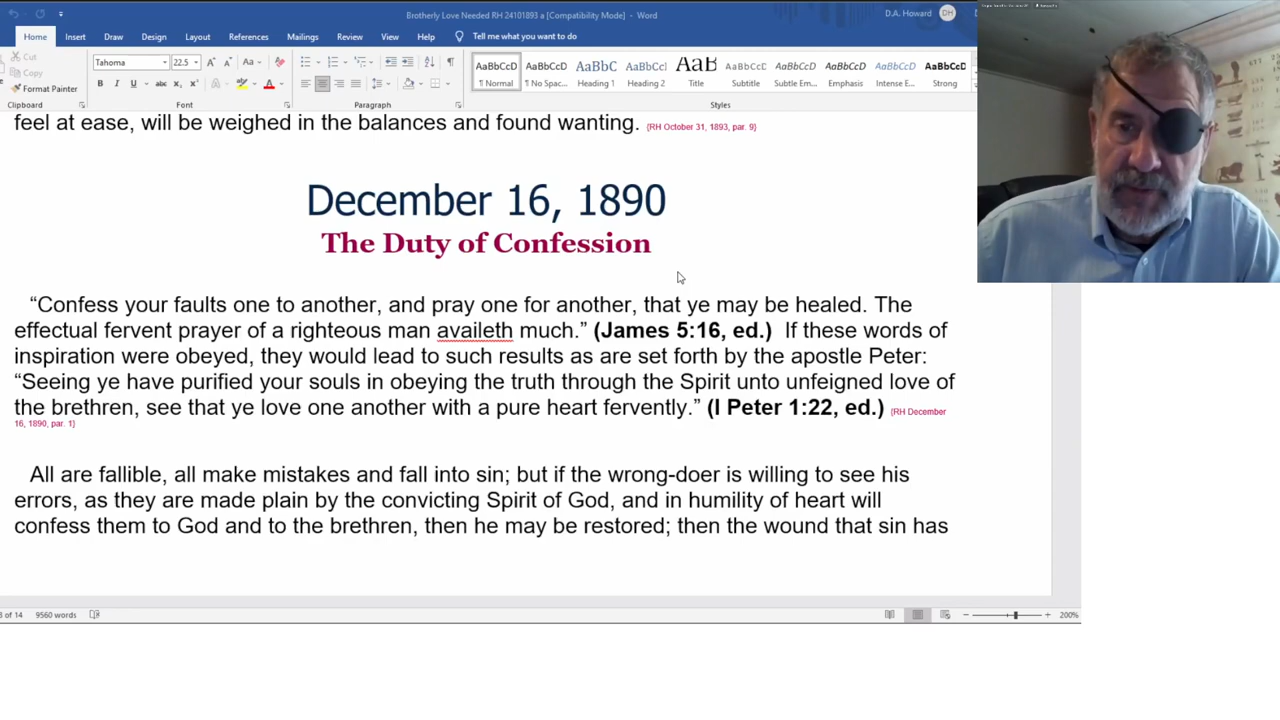 Brotherly Love Needed RH 24101893 a [Compatibility Mode] - Word
D.A. Howard
DH
Home Insert Draw Design Layout References Mailings Review View Help Tell me what you want to do
Cut
Copy
Format Painter
Tahoma 22.5
AaBbCcD AaBbCcD AaBbC AaBbCc AaB AaBbCcD AaBbCcD AaBbCcD AaBbCcD AaBbCcD
¶ Normal ¶ No Spac... Heading 1 Heading 2 Title Subtitle Subtle Em... Emphasis Intense E... Strong
Clipboard Font Paragraph Styles
feel at ease, will be weighed in the balances and found wanting. {RH October 31, 1893, par. 9}
December 16, 1890
The Duty of Confession
“Confess your faults one to another, and pray one for another, that ye may be healed. The
effectual fervent prayer of a righteous man availeth much.” (James 5:16, ed.) If these words of
inspiration were obeyed, they would lead to such results as are set forth by the apostle Peter:
“Seeing ye have purified your souls in obeying the truth through the Spirit unto unfeigned love of
the brethren, see that ye love one another with a pure heart fervently.” (I Peter 1:22, ed.) {RH December
16, 1890, par. 1}
All are fallible, all make mistakes and fall into sin; but if the wrong-doer is willing to see his
errors, as they are made plain by the convicting Spirit of God, and in humility of heart will
confess them to God and to the brethren, then he may be restored; then the wound that sin has
of 14 9560 words 200%